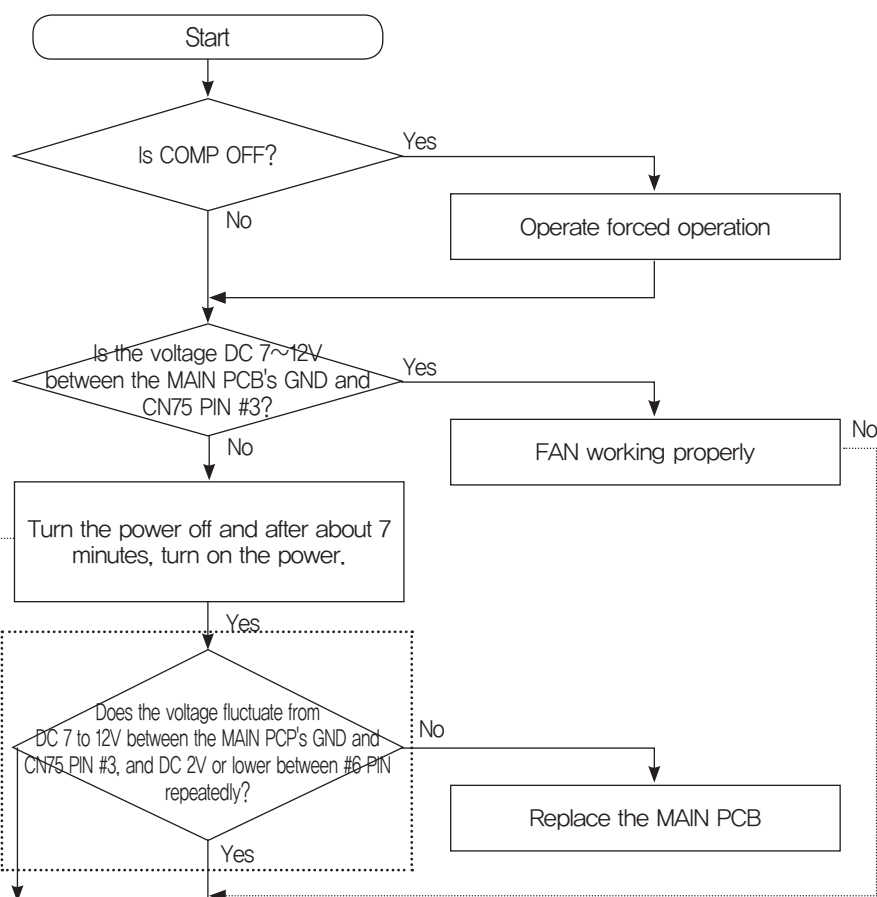 Start
Is COMP OFF?
Yes
No
Operate forced operation
Is the voltage DC 7~12V
between the MAIN PCB's GND and
CN75 PIN #3?
Yes
No
FAN working properly
No
Turn the power off and after about 7
minutes, turn on the power.
Yes
Does the voltage fluctuate from
DC 7 to 12V between the MAIN PCP's GND and
CN75 PIN #3, and DC 2V or lower between #6 PIN
repeatedly?
No
Replace the MAIN PCB
Yes